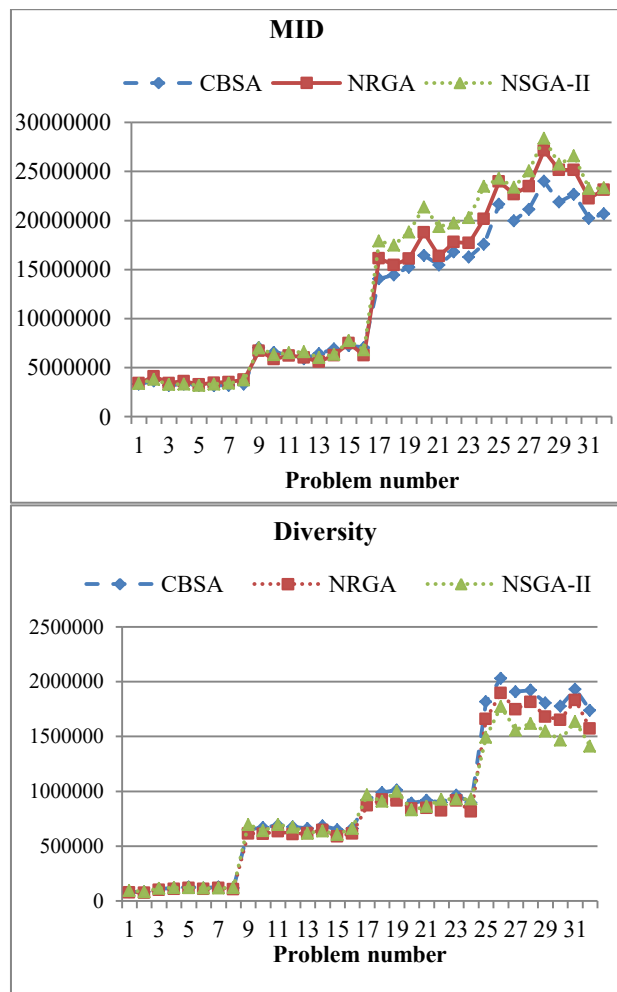 MID
CBSA NRGA NSGA-II
30000000
25000000
20000000
15000000
10000000
5000000
0
1 3 5 7 9 11 13 15 17 19 21 23 25 27 29 31
Problem number
Diversity
CBSA NRGA NSGA-II
2500000
2000000
1500000
1000000
500000
0
1 3 5 7 9 11 13 15 17 19 21 23 25 27 29 31
Problem number